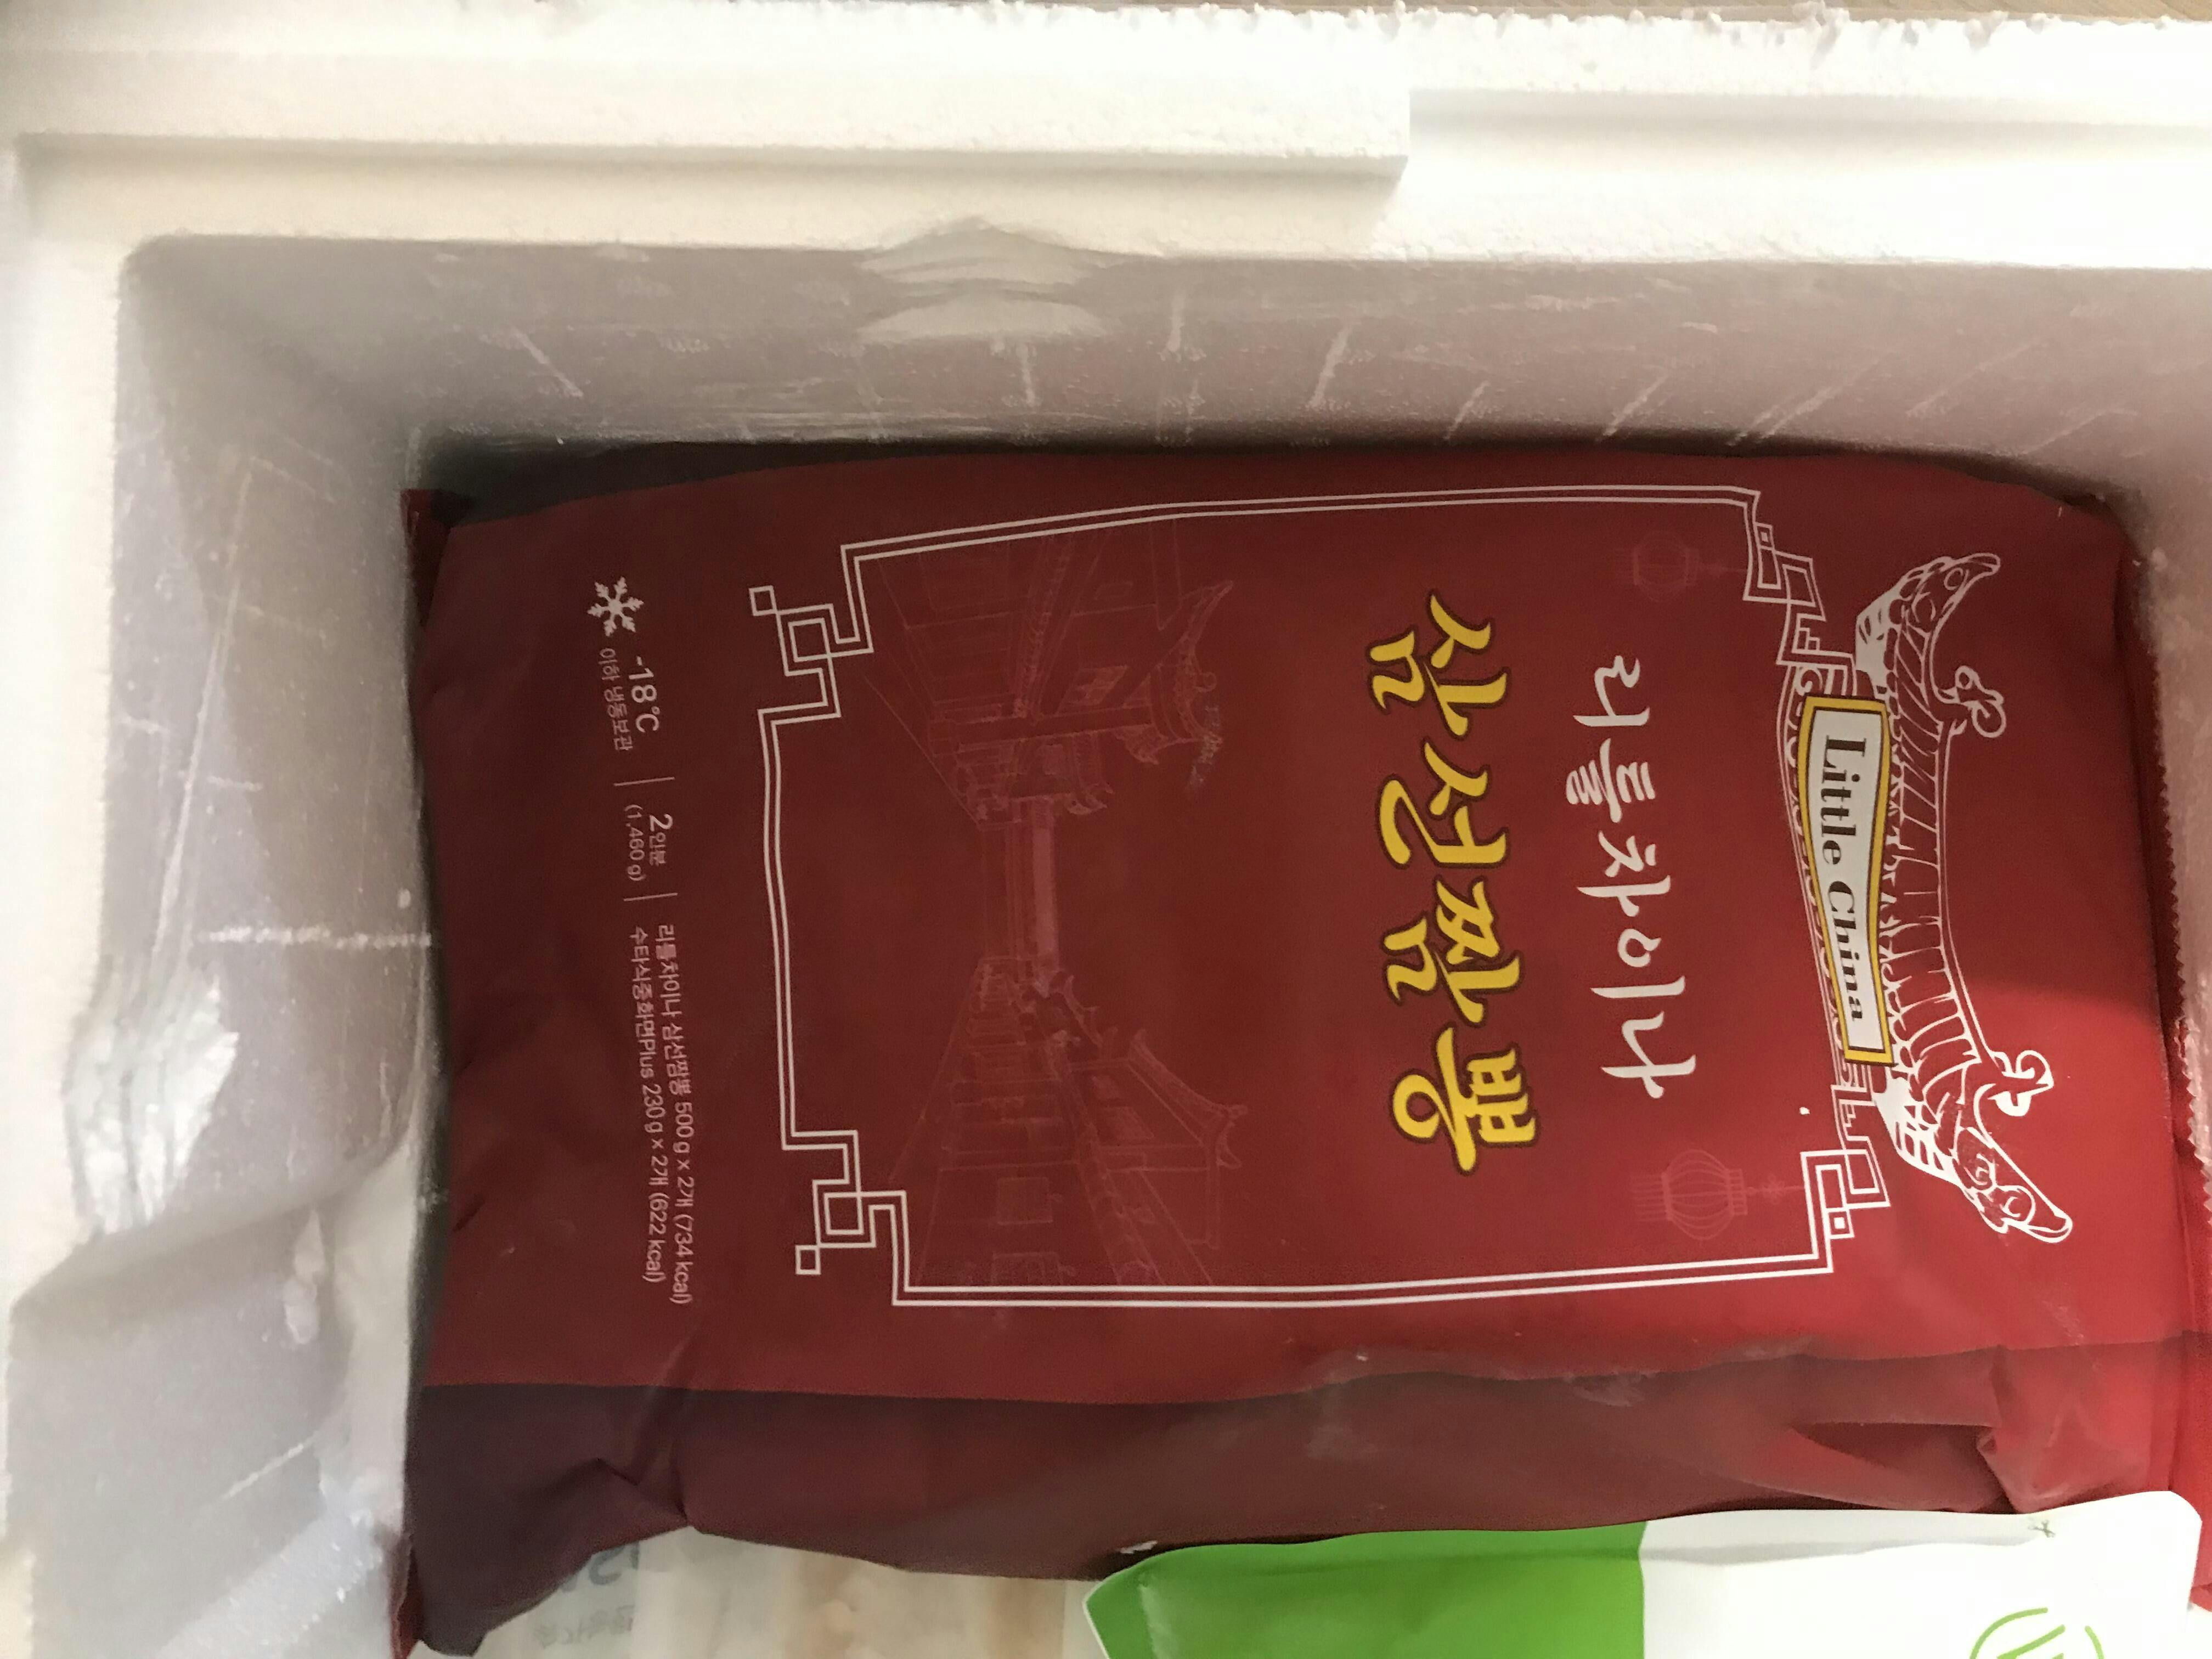 Little China
리틀차이나
삼선짬뽕
-18℃
이하 냉동보관
2인분
(1,460 g)
리틀차이나 삼선짬뽕 500 g x 2개 (734 kcal)
수타식중화면Plus 230 g x 2개 (622 kcal)